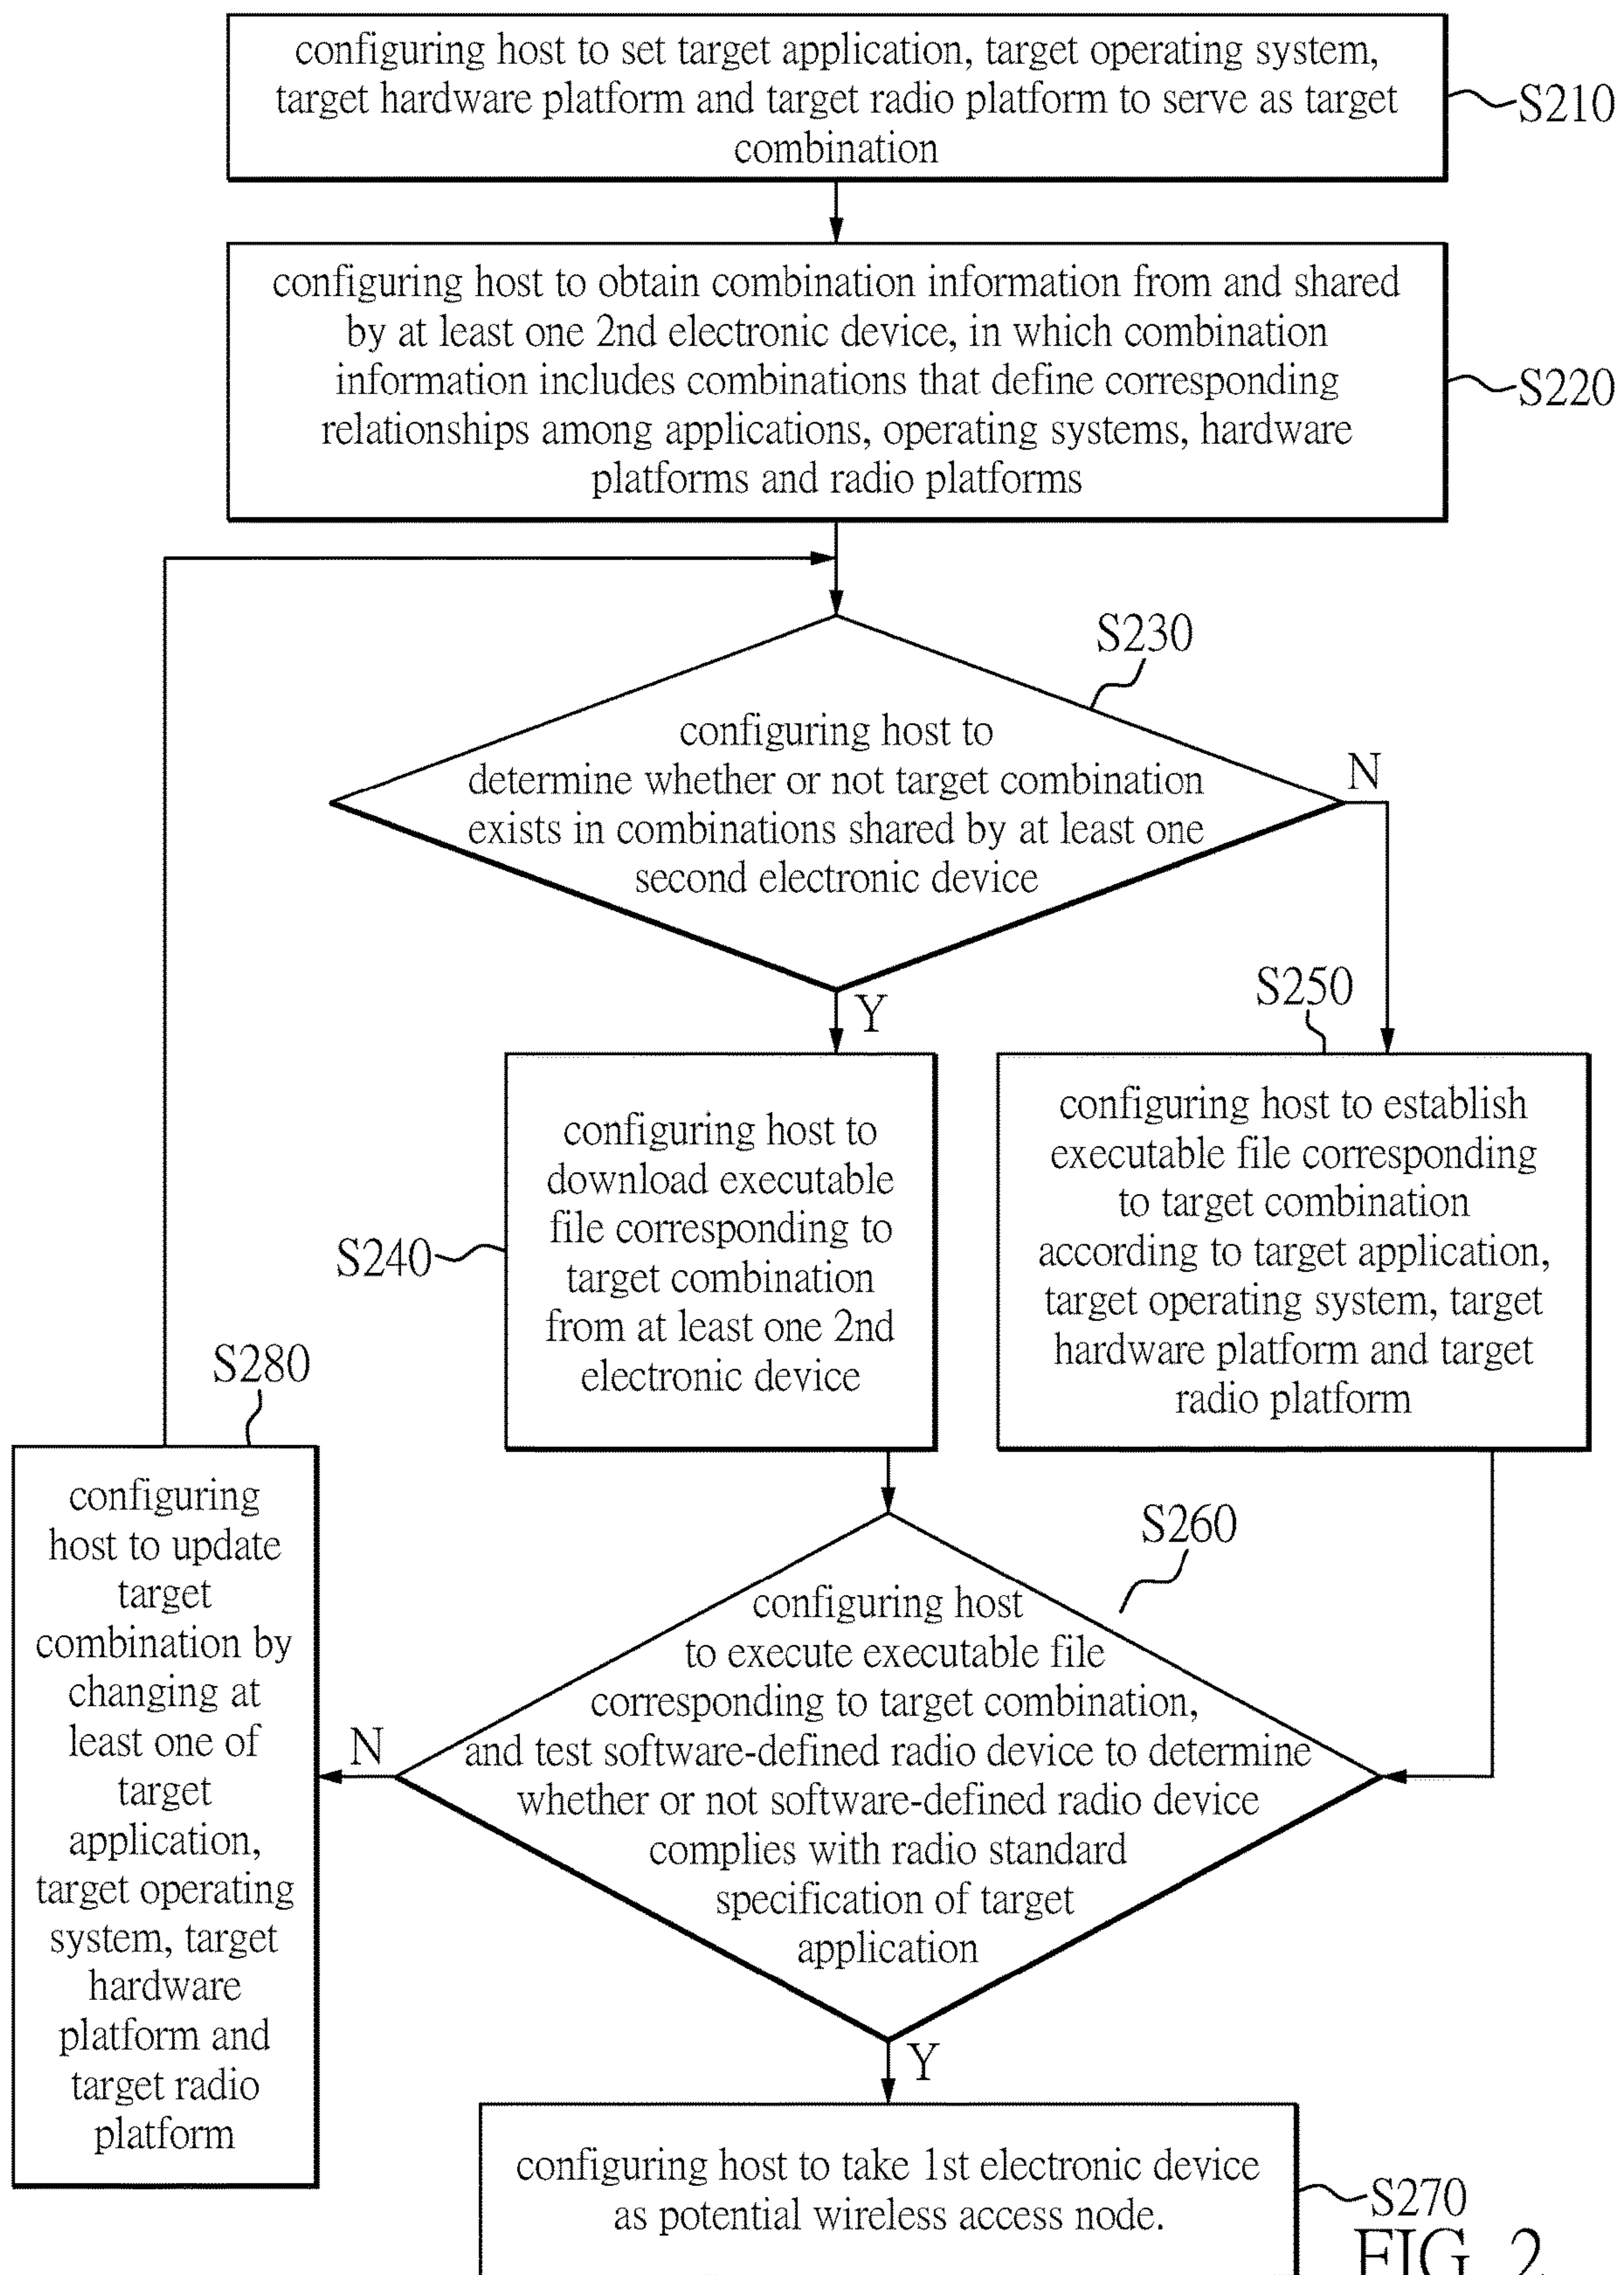 configuring host to set target application, target operating system,
target hardware platform and target radio platform to serve as target
combination
S210
configuring host to obtain combination information from and shared
by at least one 2nd electronic device, in which combination
information includes combinations that define corresponding
relationships among applications, operating systems, hardware
platforms and radio platforms
S220
S230
configuring host to
determine whether or not target combination
exists in combinations shared by at least one
second electronic device
N
Y
S240
configuring host to
download executable
file corresponding to
target combination
from at least one 2nd
electronic device
S250
configuring host to establish
executable file corresponding
to target combination
according to target application,
target operating system, target
hardware platform and target
radio platform
S260
configuring host
to execute executable file
corresponding to target combination,
and test software-defined radio device to determine
whether or not software-defined radio device
complies with radio standard
specification of target
application
N
Y
S280
configuring
host to update
target
combination by
changing at
least one of
target
application,
target operating
system, target
hardware
platform and
target radio
platform
configuring host to take 1st electronic device
as potential wireless access node.
S270
FIG. 2